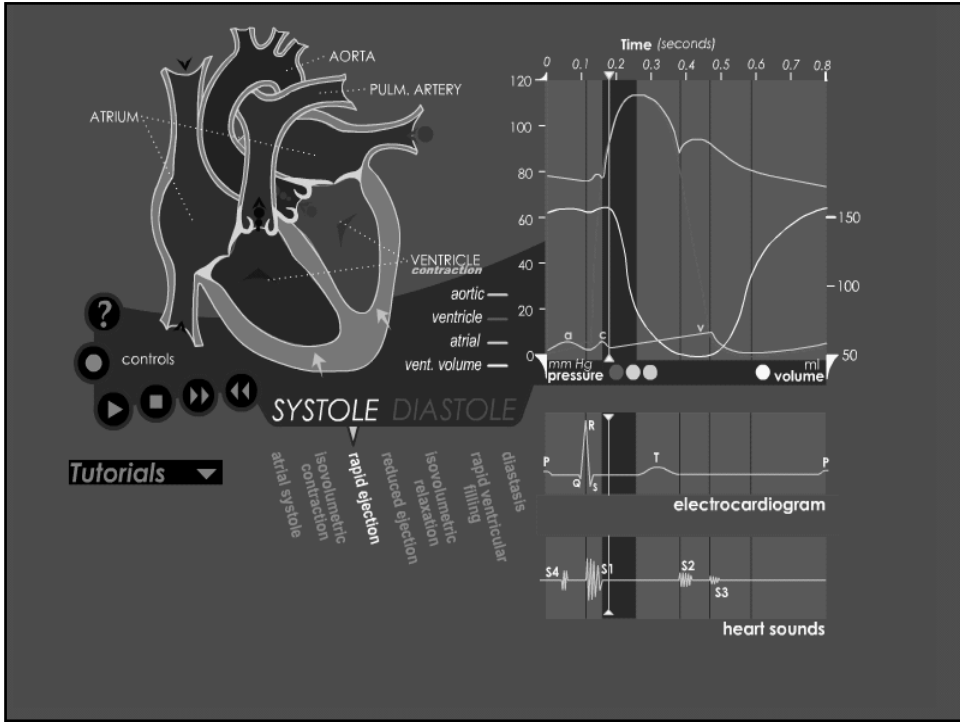 AORTA
PULM. ARTERY
ATRIUM
VENTRICLE
contraction
aortic
ventricle
atrial
vent. volume
?
controls
SYSTOLE DIASTOLE
atrial systole
isovolumetric
contraction
rapid ejection
reduced ejection
isovolumetric
relaxation
rapid ventricular
filling
diastasis
Tutorials
Time (seconds)
0 0.1 0.2 0.3 0.4 0.5 0.6 0.7 0.8
120
100
80
60
40
20
0
150
100
50
a c v
mm Hg ml
pressure volume
P Q R S T P
electrocardiogram
S4 S1 S2 S3
heart sounds